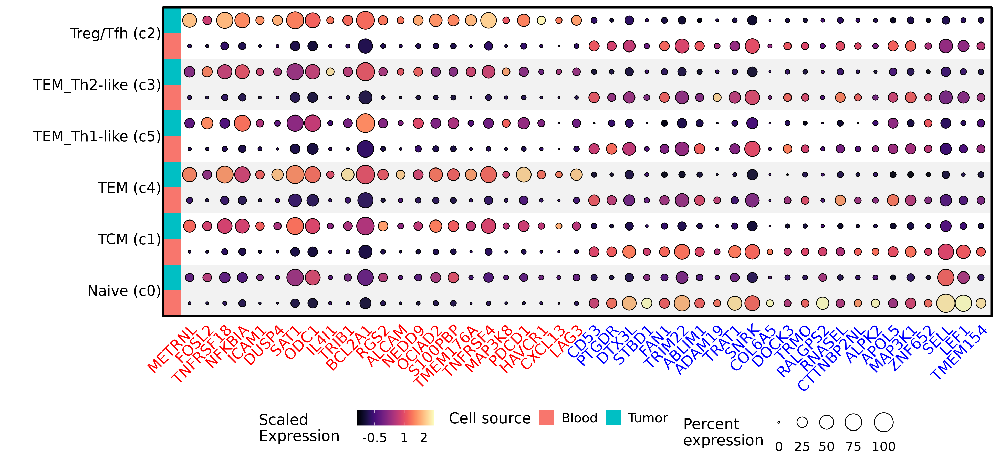 Treg/Tfh (c2)
TEM_Th2-like (c3)
TEM_Th1-like (c5)
TEM (c4)
TCM (c1)
Naive (c0)
METRNL
FOSL2
TNFRSF18
NFKBIA
ICAM1
DUSP4
SAT1
ODC1
IL4I1
TRIB1
BCL2A1
RGS2
ALCAM
NEDD9
OCIAD2
S100PBP
TMEM176A
TNFRSF4
MAP3K8
PDCD1
HAVCR1
CXCL13
LAG3
CD53
PTGDR
DTX3L
STBD1
FAN1
TRIM22
ABLIM1
ADAM19
TRAT1
SNRK
COL6A5
DOCK3
TRMO
RALGPS2
RNASEL
CTTNBP2NL
ALPK2
APOL5
MAP3K1
ZNF652
SELL
LEF1
TMEM154
Scaled
Expression
-0.5 1 2
Cell source Blood Tumor
Percent
expression
0 25 50 75 100